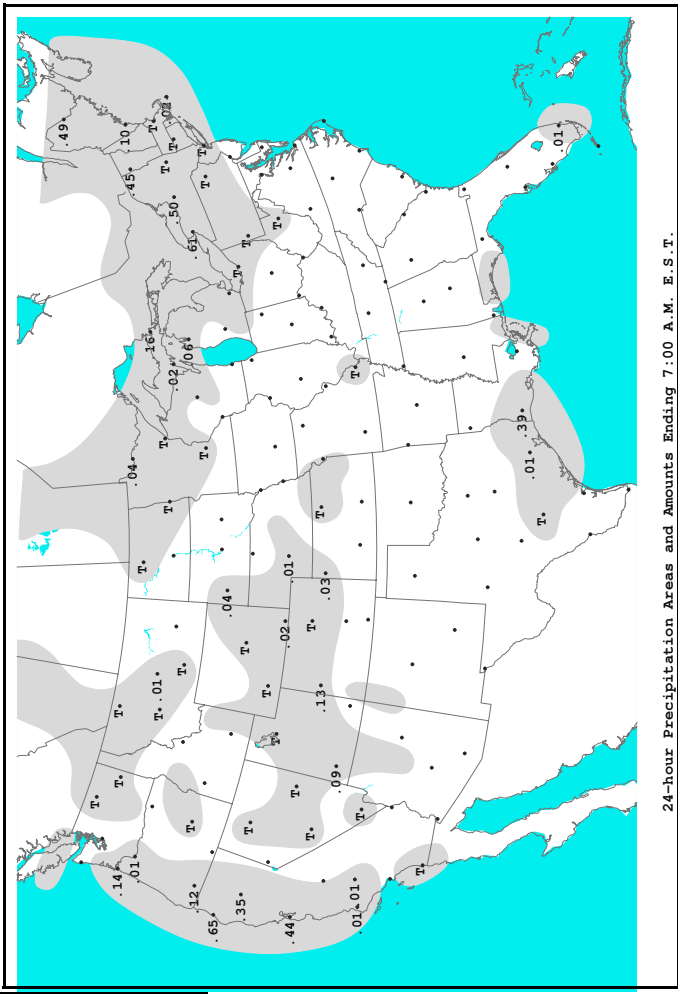 .49
.10
.02
T
T
T
.45
T
T
.50
T
.61
T
T
.16
.06
.02
T
T
.04
T
T
T
.01
.39
.01
T
T
.01
.03
.04
.02
T
T
T
.13
T
.01
T
T
T
T
T
.09
T
T
T
T
T
.14
.01
.12
.65
.35
.44
.01
.01
T
24-hour Precipitation Areas and Amounts Ending 7:00 A.M. E.S.T.